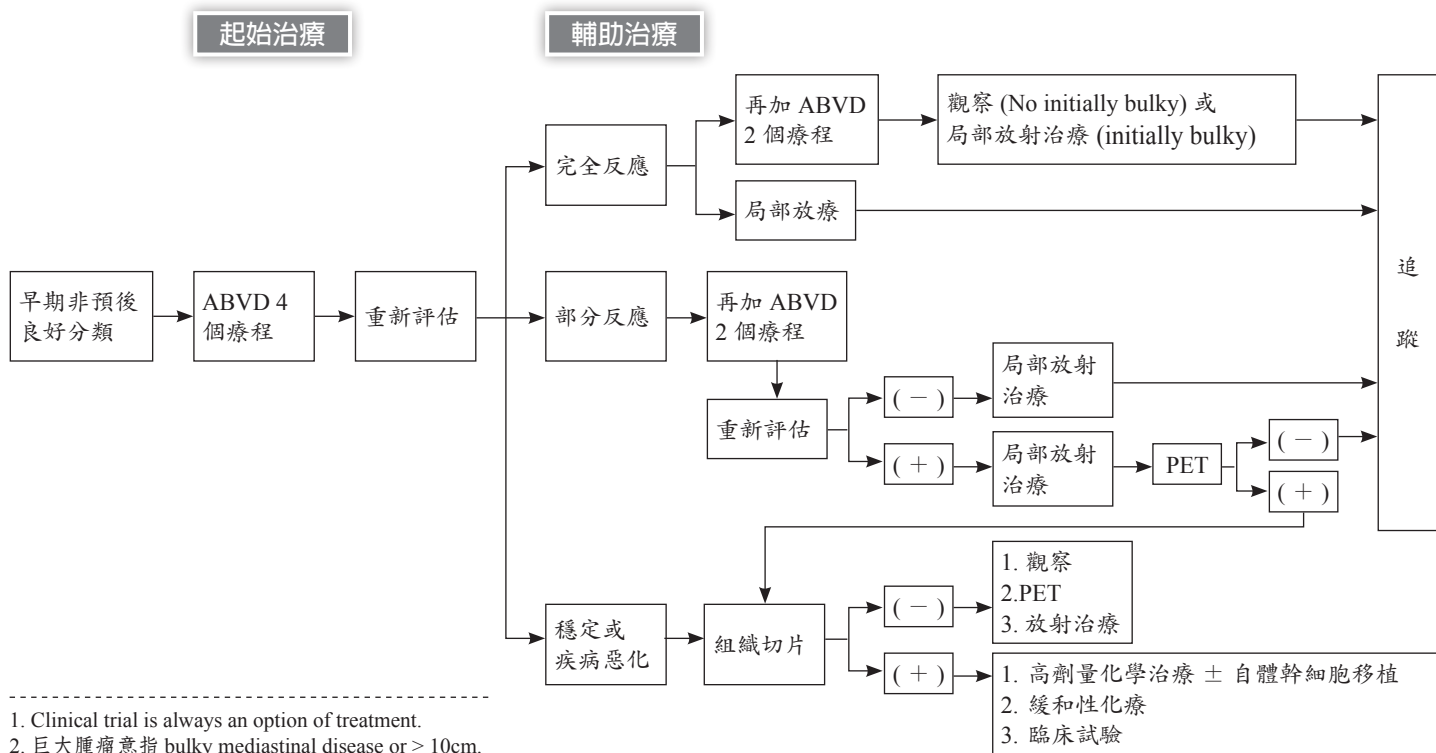 起始治療
輔助治療
早期非預後
良好分類
ABVD 4
個療程
重新評估
完全反應
再加 ABVD
2 個療程
觀察 (No initially bulky) 或
局部放射治療 (initially bulky)
局部放療
部分反應
再加 ABVD
2 個療程
重新評估
(－)
局部放射
治療
(＋)
局部放射
治療
PET
(－)
(＋)
追
蹤
穩定或
疾病惡化
組織切片
(－)
1. 觀察
2.PET
3. 放射治療
(＋)
1. 高劑量化學治療 ± 自體幹細胞移植
2. 緩和性化療
3. 臨床試驗
1. Clinical trial is always an option of treatment.
2. 巨大腫瘤意指 bulky mediastinal disease or > 10cm.